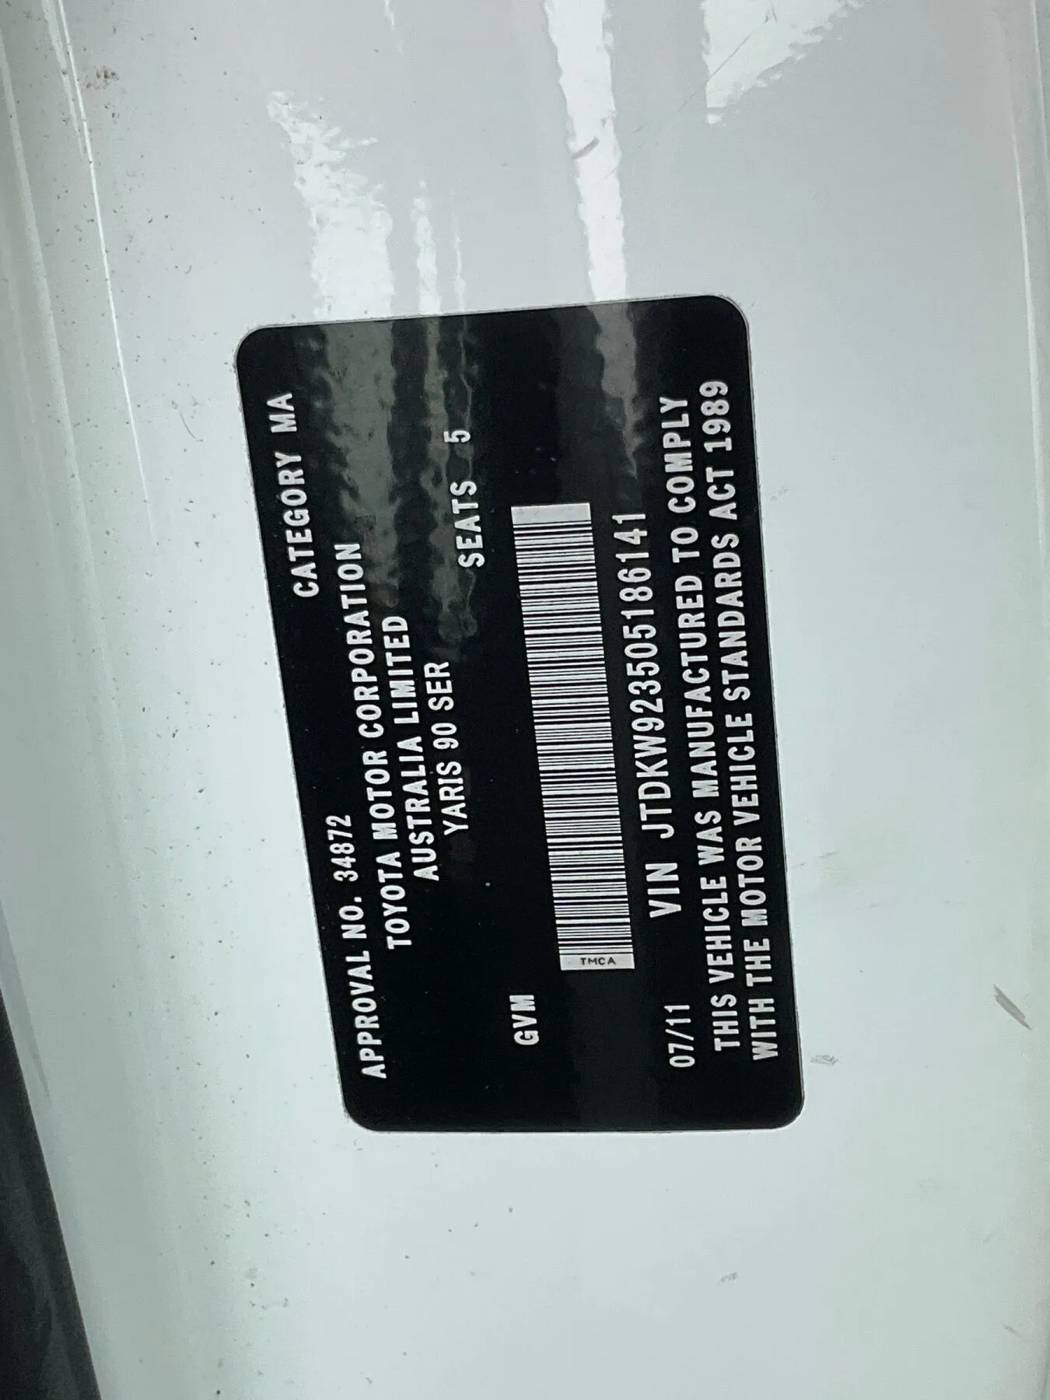 APPROVAL NO. 34872 CATEGORY MA
TOYOTA MOTOR CORPORATION
AUSTRALIA LIMITED
YARIS 90 SER
GVM SEATS 5
TMCA
07/11 VIN JTDKW923505186141
THIS VEHICLE WAS MANUFACTURED TO COMPLY
WITH THE MOTOR VEHICLE STANDARDS ACT 1989